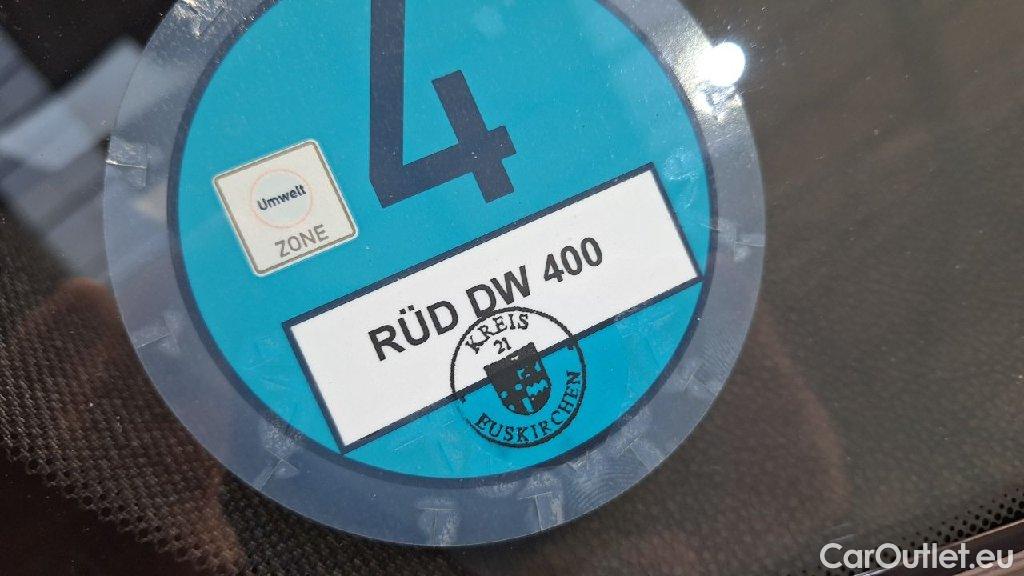 4
Umwelt
ZONE
RÜD DW 400
KREIS
21
EUSKIRCHEN
CarOutlet.eu